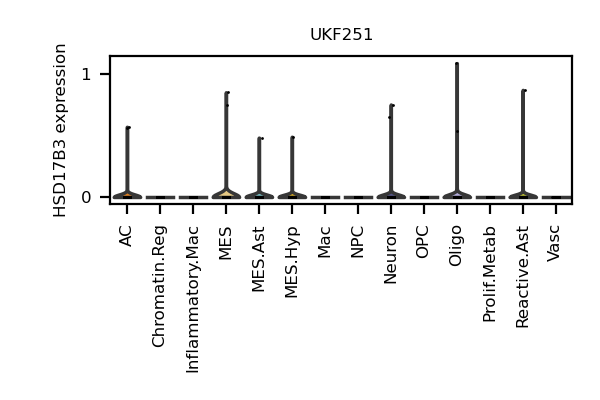 UKF251
HSD17B3 expression
1
0
AC
Chromatin.Reg
Inflammatory.Mac
MES
MES.Ast
MES.Hyp
Mac
NPC
Neuron
OPC
Oligo
Prolif.Metab
Reactive.Ast
Vasc